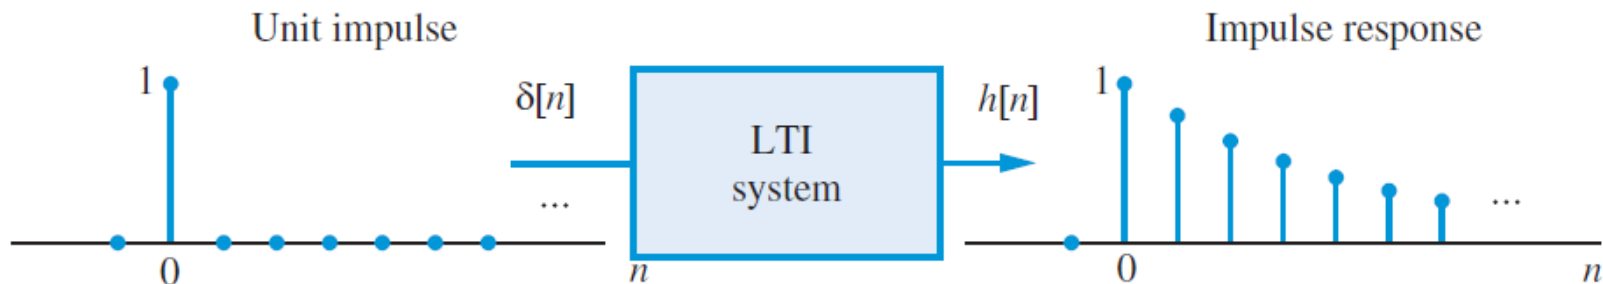 Unit impulse
Impulse response
1
δ[n]
h[n]
1
LTI
system
...
...
0
n
0
n